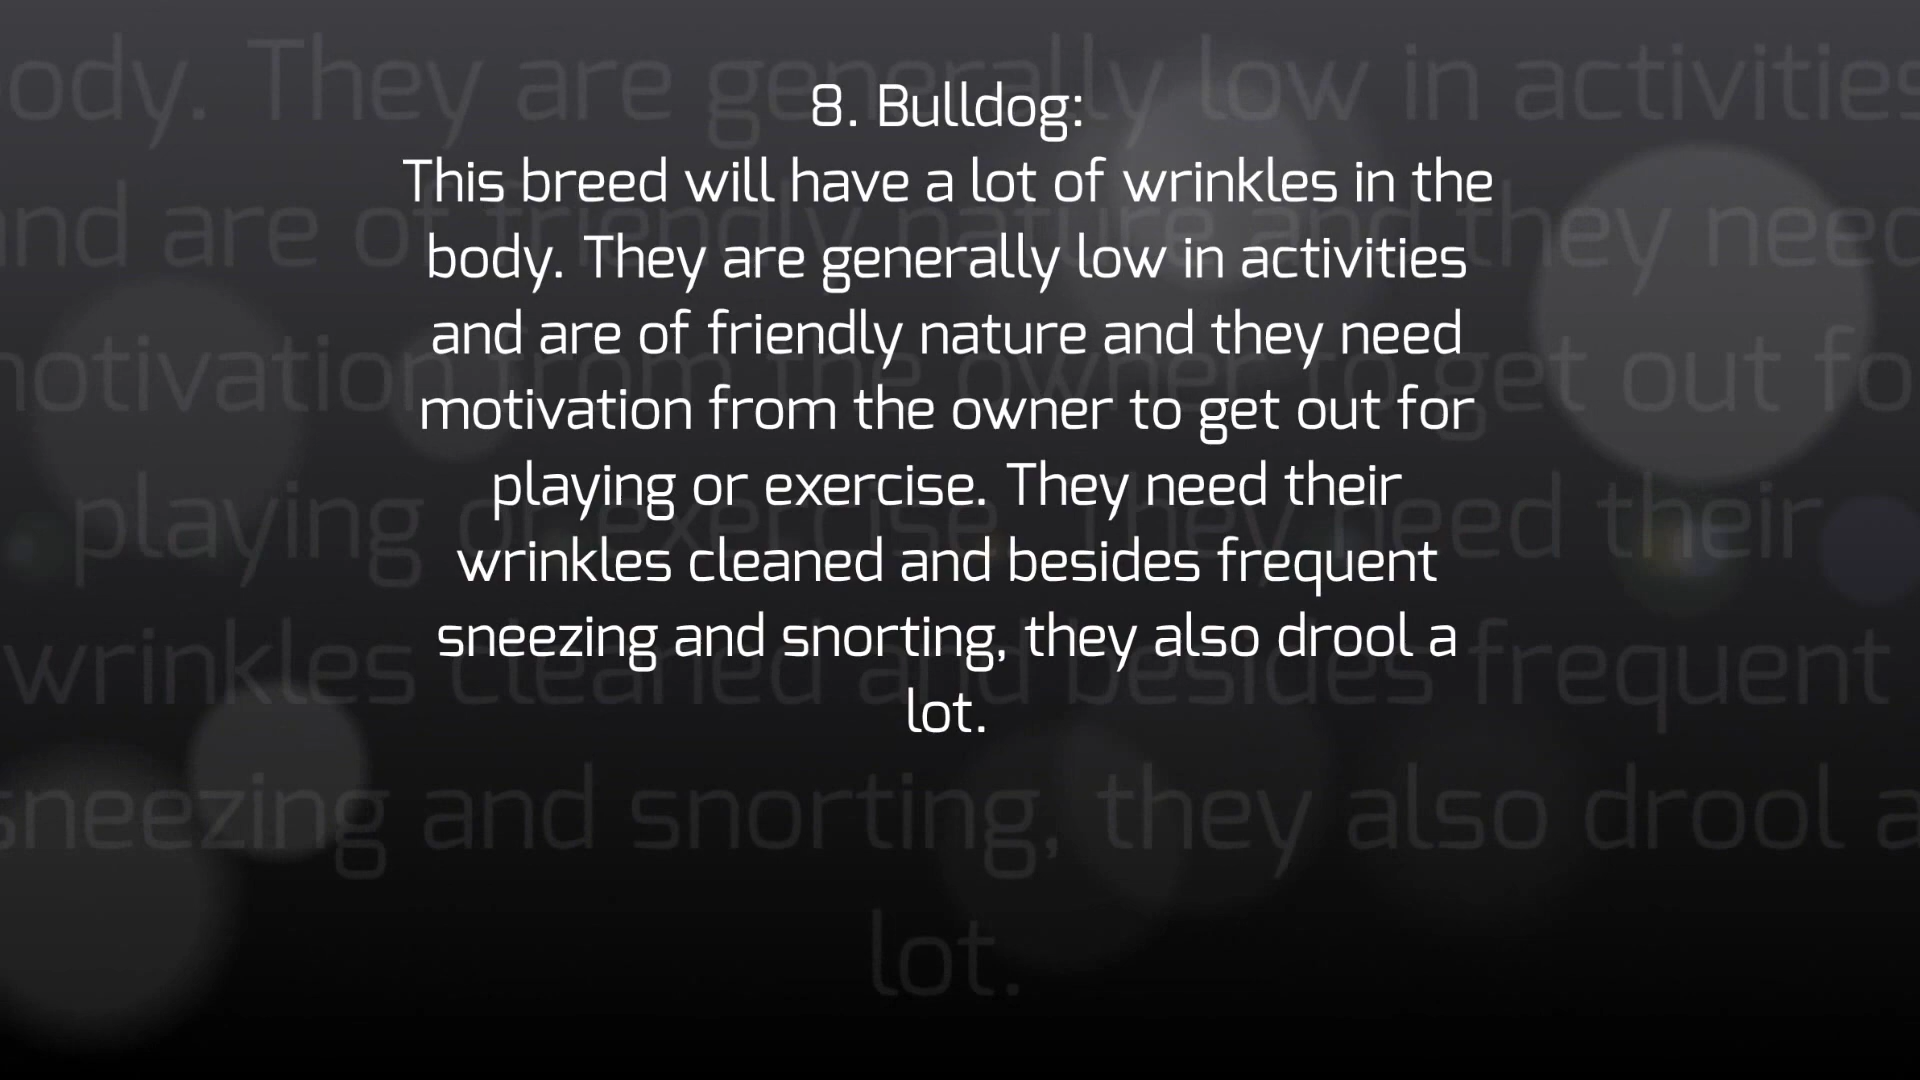 8. Bulldog:
This breed will have a lot of wrinkles in the
body. They are generally low in activities
and are of friendly nature and they need
motivation from the owner to get out for
playing or exercise. They need their
wrinkles cleaned and besides frequent
sneezing and snorting, they also drool a
lot.